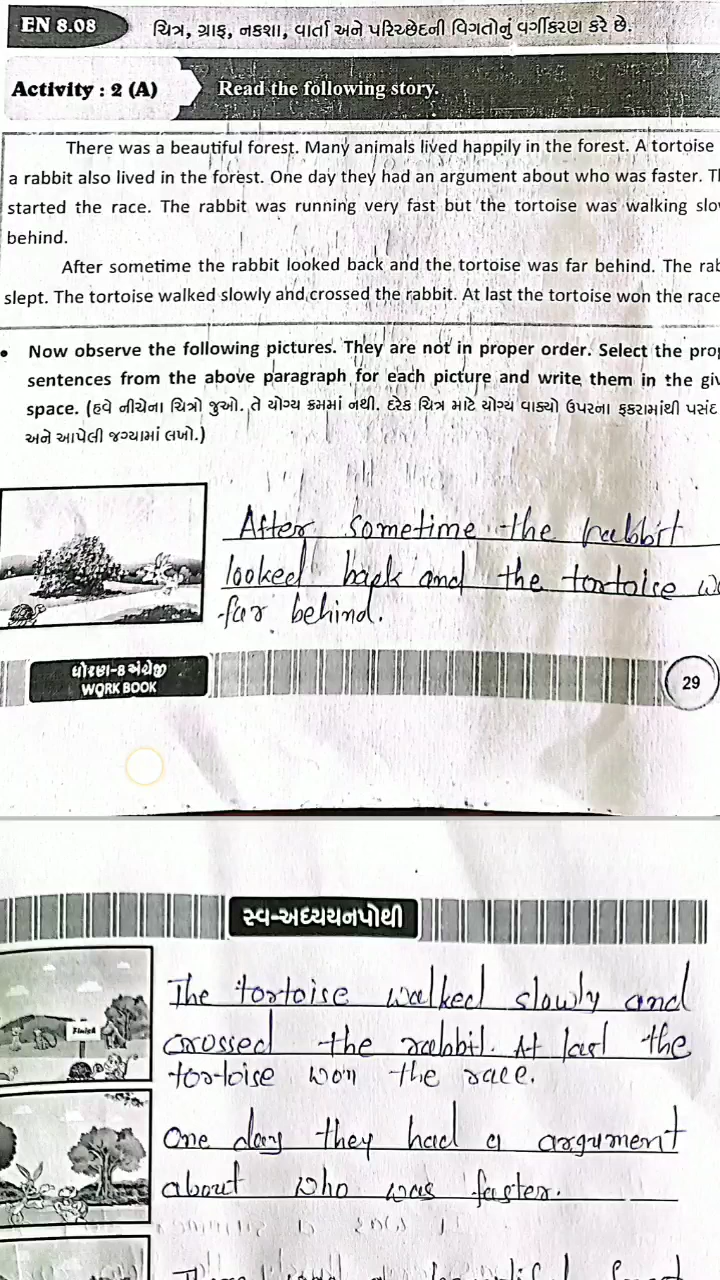 EN 8.08
ચિત્ર, ગ્રાફ, નકશા, વાર્તા અને પરિચ્છેદની વિગતોનું વર્ગીકરણ કરે છે.
Activity : 2 (A)
Read the following story.
There was a beautiful forest. Many animals lived happily in the forest. A tortoise
a rabbit also lived in the forest. One day they had an argument about who was faster.
started the race. The rabbit was running very fast but the tortoise was walking
behind.
After sometime the rabbit looked back and the tortoise was far behind. The
slept. The tortoise walked slowly and crossed the rabbit. At last the tortoise won the race
• Now observe the following pictures. They are not in proper order. Select the
sentences from the above paragraph for each picture and write them in the
space. (હવે નીચેના ચિત્રો જુઓ. તે યોગ્ય ક્રમમાં નથી. દરેક ચિત્ર માટે યોગ્ય વાક્યો ઉપરના ફકરામાંથી પસંદ
અને આપેલી જગ્યામાં લખો.)
After sometime the rabbit
looked back and the tortoise
far behind.
ધોરણ-8 અંગ્રેજી
WORK BOOK
29
સ્વ-અધ્યયનપોથી
Finish
The tortoise walked slowly and
crossed the rabbit. At last the
tortoise won the race.
One day they had a argument
about who was faster.